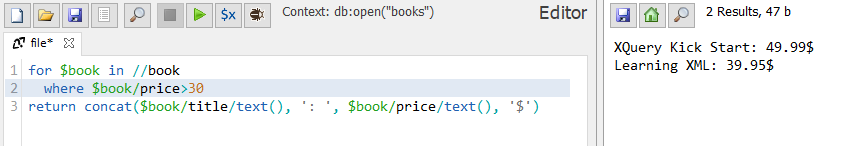 $x
Context: db:open("books")
Editor
2 Results, 47 b
file*
1 for $book in //book
2   where $book/price>30
3 return concat($book/title/text(), ': ', $book/price/text(), '$')
XQuery Kick Start: 49.99$
Learning XML: 39.95$